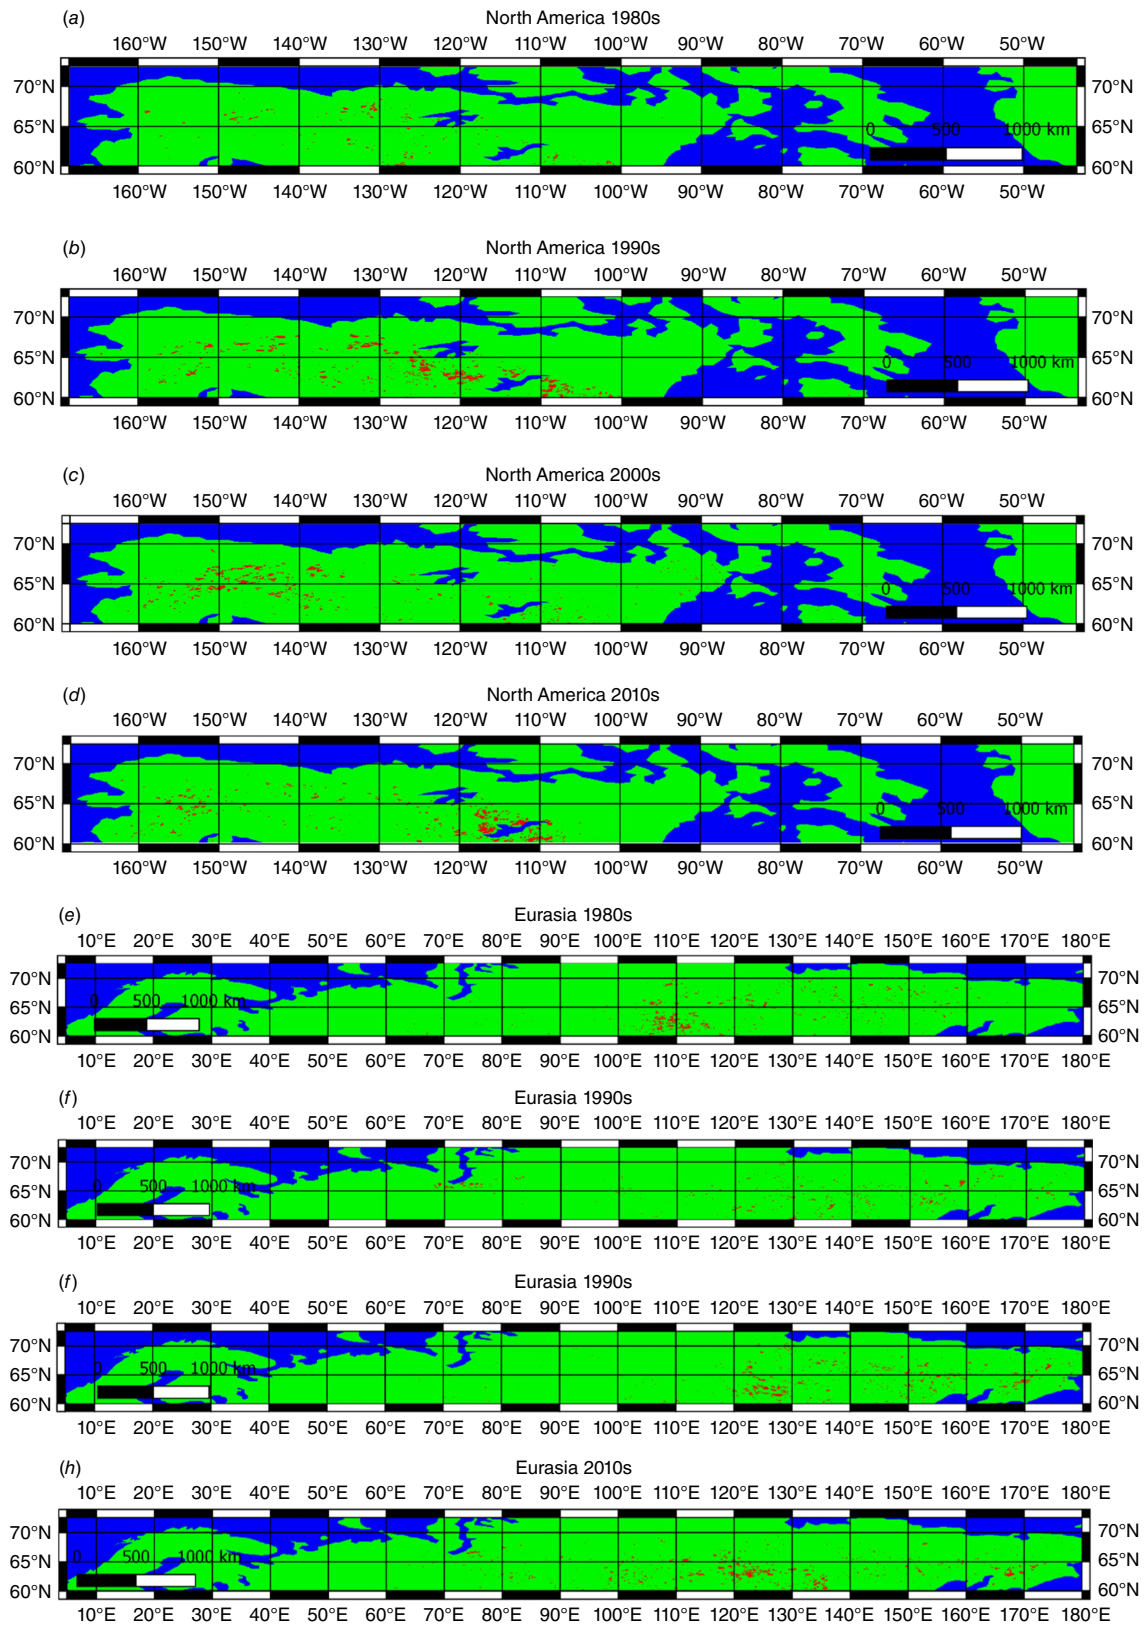 (a)
North America 1980s
160°W 150°W 140°W 130°W 120°W 110°W 100°W 90°W 80°W 70°W 60°W 50°W
70°N 70°N
0 500 1000 km
65°N 65°N
60°N 60°N
160°W 150°W 140°W 130°W 120°W 110°W 100°W 90°W 80°W 70°W 60°W 50°W
(b)
North America 1990s
160°W 150°W 140°W 130°W 120°W 110°W 100°W 90°W 80°W 70°W 60°W 50°W
70°N 70°N
65°N 65°N
0 500 1000 km
60°N 60°N
160°W 150°W 140°W 130°W 120°W 110°W 100°W 90°W 80°W 70°W 60°W 50°W
(c)
North America 2000s
160°W 150°W 140°W 130°W 120°W 110°W 100°W 90°W 80°W 70°W 60°W 50°W
70°N 70°N
65°N 65°N
0 500 1000 km
60°N 60°N
160°W 150°W 140°W 130°W 120°W 110°W 100°W 90°W 80°W 70°W 60°W 50°W
(d)
North America 2010s
160°W 150°W 140°W 130°W 120°W 110°W 100°W 90°W 80°W 70°W 60°W 50°W
70°N 70°N
65°N 65°N
0 500 1000 km
60°N 60°N
160°W 150°W 140°W 130°W 120°W 110°W 100°W 90°W 80°W 70°W 60°W 50°W
(e)
Eurasia 1980s
10°E 20°E 30°E 40°E 50°E 60°E 70°E 80°E 90°E 100°E 110°E 120°E 130°E 140°E 150°E 160°E 170°E 180°E
70°N 70°N
0 500 1000 km
65°N 65°N
60°N 60°N
10°E 20°E 30°E 40°E 50°E 60°E 70°E 80°E 90°E 100°E 110°E 120°E 130°E 140°E 150°E 160°E 170°E 180°E
(f)
Eurasia 1990s
10°E 20°E 30°E 40°E 50°E 60°E 70°E 80°E 90°E 100°E 110°E 120°E 130°E 140°E 150°E 160°E 170°E 180°E
70°N 70°N
0 500 1000 km
65°N 65°N
60°N 60°N
10°E 20°E 30°E 40°E 50°E 60°E 70°E 80°E 90°E 100°E 110°E 120°E 130°E 140°E 150°E 160°E 170°E 180°E
(f)
Eurasia 1990s
10°E 20°E 30°E 40°E 50°E 60°E 70°E 80°E 90°E 100°E 110°E 120°E 130°E 140°E 150°E 160°E 170°E 180°E
70°N 70°N
0 500 1000 km
65°N 65°N
60°N 60°N
10°E 20°E 30°E 40°E 50°E 60°E 70°E 80°E 90°E 100°E 110°E 120°E 130°E 140°E 150°E 160°E 170°E 180°E
(h)
Eurasia 2010s
10°E 20°E 30°E 40°E 50°E 60°E 70°E 80°E 90°E 100°E 110°E 120°E 130°E 140°E 150°E 160°E 170°E 180°E
70°N 70°N
0 500 1000 km
65°N 65°N
60°N 60°N
10°E 20°E 30°E 40°E 50°E 60°E 70°E 80°E 90°E 100°E 110°E 120°E 130°E 140°E 150°E 160°E 170°E 180°E